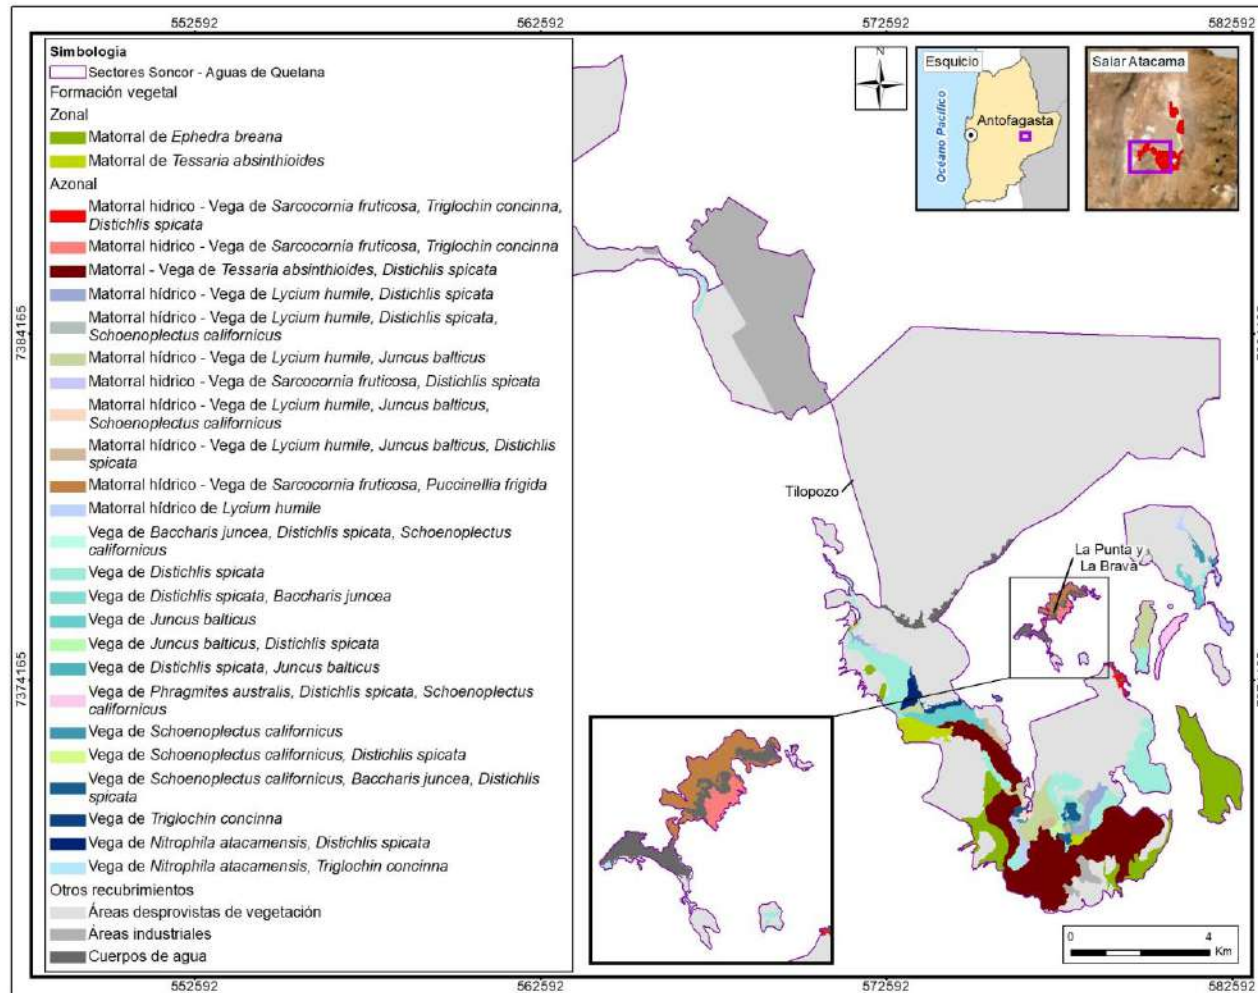 552592 562592 572592 582592
Simbología
Sectores Soncor - Aguas de Quelana
Formación vegetal
Zonal
Matorral de Ephedra breana
Matorral de Tessaria absinthioides
Azonal
Matorral hídrico - Vega de Sarcocornia fruticosa, Triglochin concinna,
Distichlis spicata
Matorral hídrico - Vega de Sarcocornia fruticosa, Triglochin concinna
Matorral - Vega de Tessaria absinthioides, Distichlis spicata
Matorral hídrico - Vega de Lycium humile, Distichlis spicata
Matorral hídrico - Vega de Lycium humile, Distichlis spicata,
Schoenoplectus californicus
Matorral hídrico - Vega de Lycium humile, Juncus balticus
Matorral hídrico - Vega de Sarcocornia fruticosa, Distichlis spicata
Matorral hídrico - Vega de Lycium humile, Juncus balticus,
Schoenoplectus californicus
Matorral hídrico - Vega de Lycium humile, Juncus balticus, Distichlis
spicata
Matorral hídrico - Vega de Sarcocornia fruticosa, Puccinellia frigida
Matorral hídrico de Lycium humile
Vega de Baccharis juncea, Distichlis spicata, Schoenoplectus
californicus
Vega de Distichlis spicata
Vega de Distichlis spicata, Baccharis juncea
Vega de Juncus balticus
Vega de Juncus balticus, Distichlis spicata
Vega de Distichlis spicata, Juncus balticus
Vega de Phragmites australis, Distichlis spicata, Schoenoplectus
californicus
Vega de Schoenoplectus californicus
Vega de Schoenoplectus californicus, Distichlis spicata
Vega de Schoenoplectus californicus, Baccharis juncea, Distichlis
spicata
Vega de Triglochin concinna
Vega de Nitrophila atacamensis, Distichlis spicata
Vega de Nitrophila atacamensis, Triglochin concinna
Otros recubrimientos
Áreas desprovistas de vegetación
Áreas industriales
Cuerpos de agua
7384165
7374165
N
Esquicio
Océano Pacífico
Antofagasta
Salar Atacama
Tilopozo
La Punta y
La Brava
0 4
Km
552592 562592 572592 582592